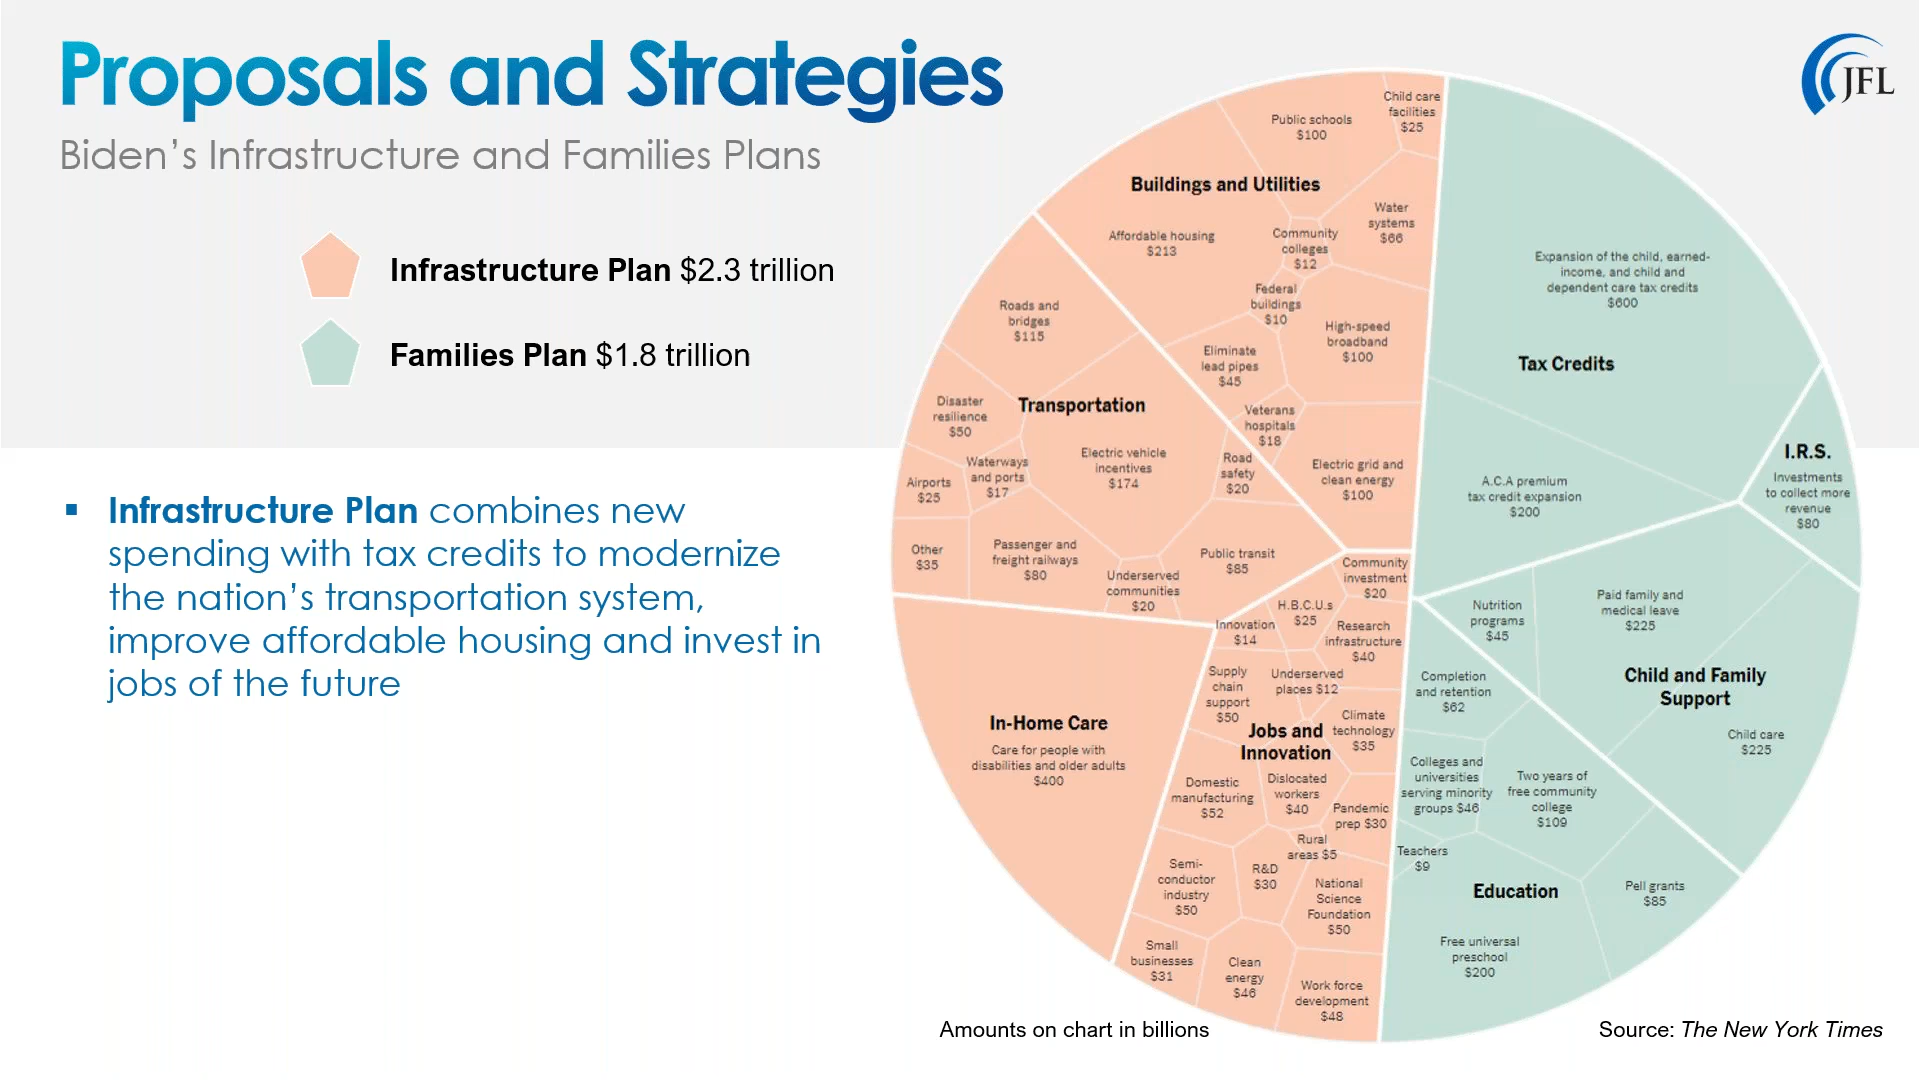 Proposals and Strategies
Biden's Infrastructure and Families Plans
JFL
Infrastructure Plan $2.3 trillion
Families Plan $1.8 trillion
▪ Infrastructure Plan combines new
spending with tax credits to modernize
the nation's transportation system,
improve affordable housing and invest in
jobs of the future
Buildings and Utilities
Public schools
$100
Child care
facilities
$25
Affordable housing
$213
Community
colleges
$12
Water
systems
$66
Federal
buildings
$10
High-speed
broadband
$100
Eliminate
lead pipes
$45
Veterans
hospitals
$18
Electric grid and
clean energy
$100
Transportation
Roads and
bridges
$115
Disaster
resilience
$50
Electric vehicle
incentives
$174
Road
safety
$20
Waterways
and ports
$17
Airports
$25
Other
$35
Passenger and
freight railways
$80
Underserved
communities
$20
Public transit
$85
In-Home Care
Care for people with
disabilities and older adults
$400
Jobs and
Innovation
Community
investment
$20
H.B.C.U.s
$25
Innovation
$14
Research
infrastructure
$40
Supply
chain
support
$50
Underserved
places $12
Climate
technology
$35
Domestic
manufacturing
$52
Dislocated
workers
$40
Pandemic
prep $30
Rural
areas $5
Semi-
conductor
industry
$50
R&D
$30
National
Science
Foundation
$50
Small
businesses
$31
Clean
energy
$46
Work force
development
$48
Tax Credits
Expansion of the child, earned-
income, and child and
dependent care tax credits
$600
A.C.A premium
tax credit expansion
$200
I.R.S.
Investments
to collect more
revenue
$80
Child and Family
Support
Nutrition
programs
$45
Paid family and
medical leave
$225
Child care
$225
Education
Completion
and retention
$62
Colleges and
universities
serving minority
groups $46
Two years of
free community
college
$109
Teachers
$9
Pell grants
$85
Free universal
preschool
$200
Amounts on chart in billions
Source: The New York Times